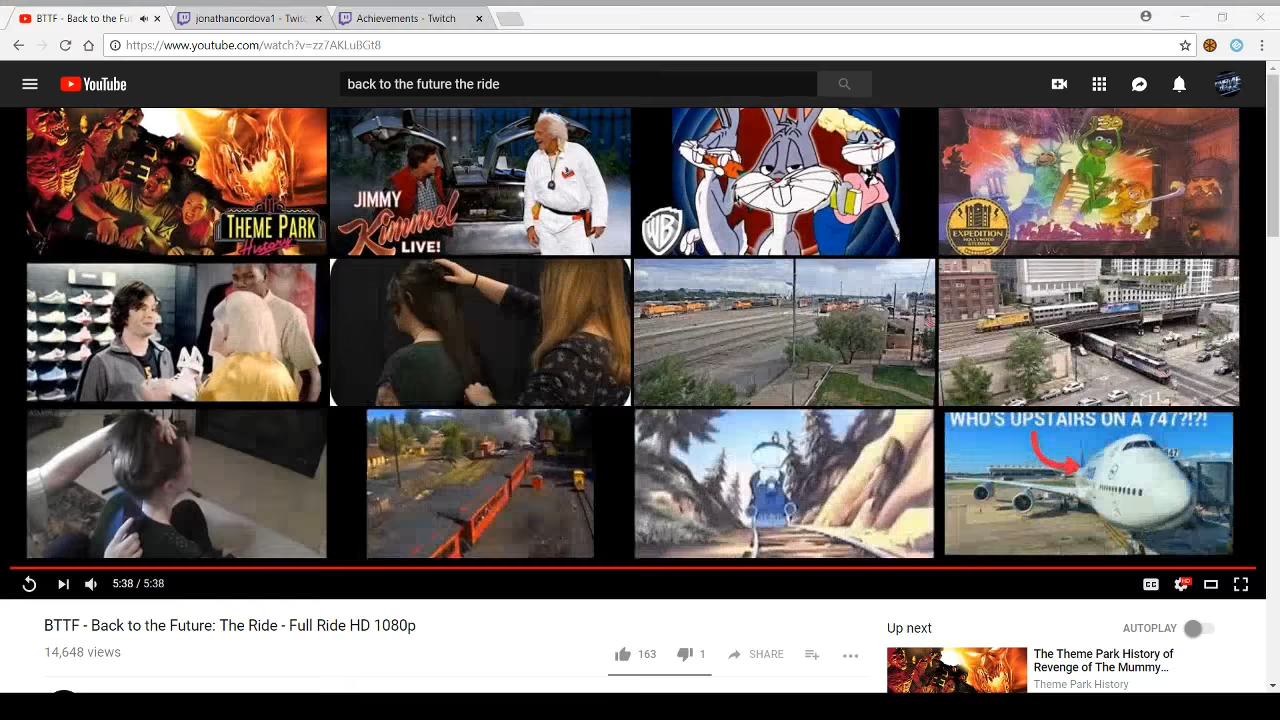 BTTF - Back to the Fut
jonathancordova1 - Twitc
Achievements - Twitch
https://www.youtube.com/watch?v=zz7AKLuBGt8
YouTube
back to the future the ride
THEME PARK
History
JIMMY
Kimmel
LIVE!
WB
EXPEDITION
HOLLYWOOD
STUDIOS
WHO'S UPSTAIRS ON A 747?!?!
5:38 / 5:38
CC
HD
BTTF - Back to the Future: The Ride - Full Ride HD 1080p
14,648 views
163
1
SHARE
Up next
AUTOPLAY
The Theme Park History of
Revenge of The Mummy...
Theme Park History